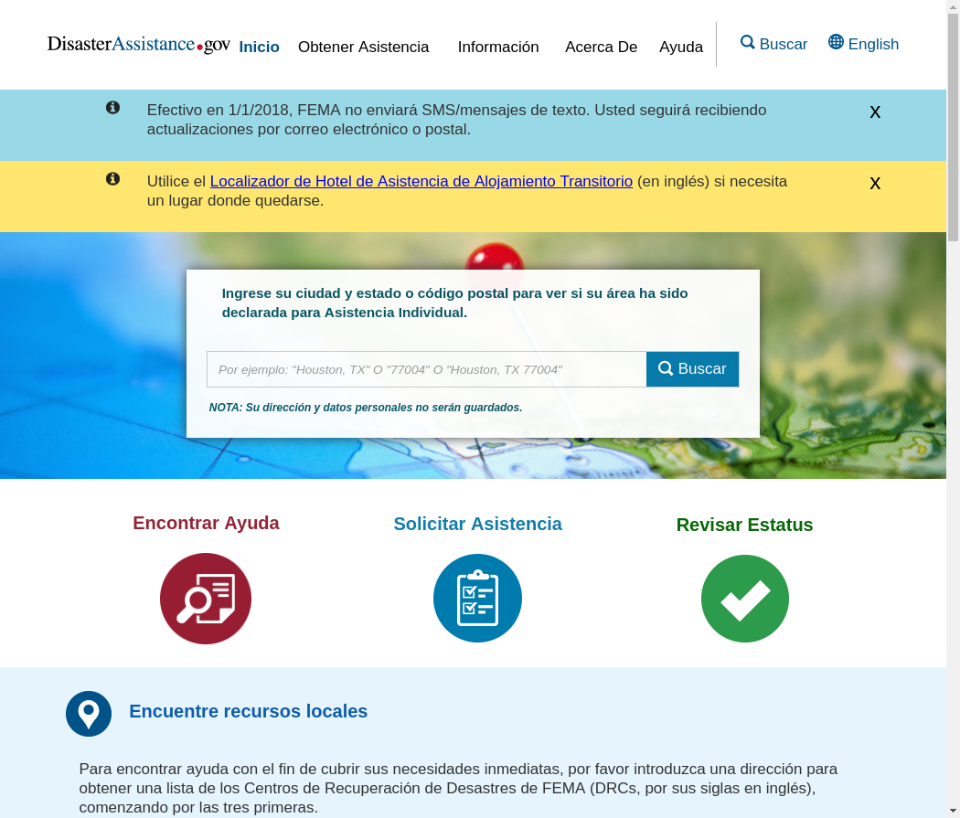 DisasterAssistance.gov Inicio Obtener Asistencia Información Acerca De Ayuda Buscar English
Efectivo en 1/1/2018, FEMA no enviará SMS/mensajes de texto. Usted seguirá recibiendo X
actualizaciones por correo electrónico o postal.
Utilice el Localizador de Hotel de Asistencia de Alojamiento Transitorio (en inglés) si necesita X
un lugar donde quedarse.
Ingrese su ciudad y estado o código postal para ver si su área ha sido
declarada para Asistencia Individual.
Por ejemplo: "Houston, TX" O "77004" O "Houston, TX 77004" Buscar
NOTA: Su dirección y datos personales no serán guardados.
Encontrar Ayuda Solicitar Asistencia Revisar Estatus
Encuentre recursos locales
Para encontrar ayuda con el fin de cubrir sus necesidades inmediatas, por favor introduzca una dirección para
obtener una lista de los Centros de Recuperación de Desastres de FEMA (DRCs, por sus siglas en inglés),
comenzando por las tres primeras.